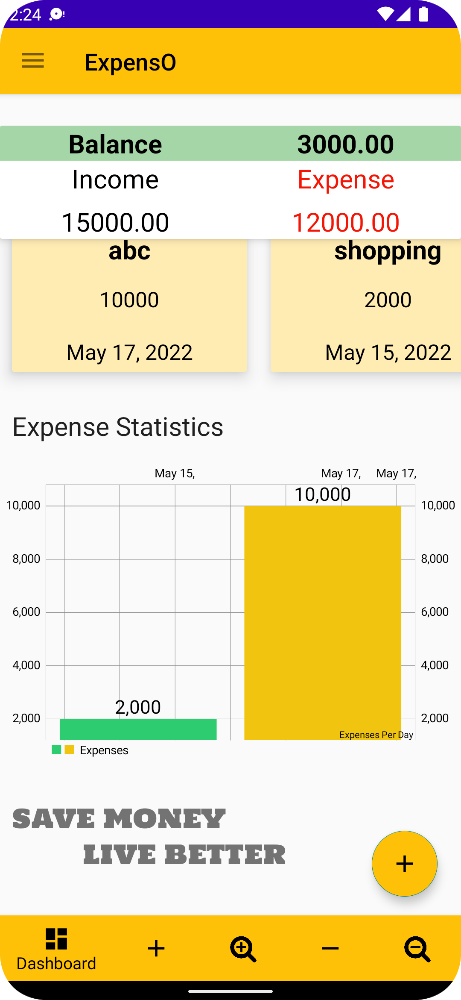 2:24
ExpensO
Balance 3000.00
Income Expense
15000.00 12000.00
abc shopping
10000 2000
May 17, 2022 May 15, 2022
Expense Statistics
May 15, May 17, May 17,
10,000
10,000 10,000
8,000 8,000
6,000 6,000
4,000 4,000
2,000
2,000 2,000
Expenses Per Day
Expenses
SAVE MONEY
LIVE BETTER
Dashboard